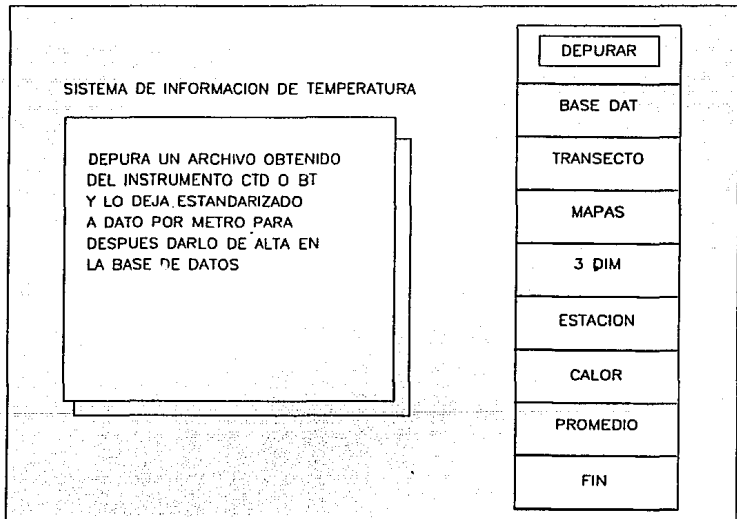 SISTEMA DE INFORMACION DE TEMPERATURA
DEPURA UN ARCHIVO OBTENIDO
DEL INSTRUMENTO CTD O BT
Y LO DEJA ESTANDARIZADO
A DATO POR METRO PARA
DESPUES DARLO DE ALTA EN
LA BASE DE DATOS
DEPURAR
BASE DAT
TRANSECTO
MAPAS
3 DIM
ESTACION
CALOR
PROMEDIO
FIN